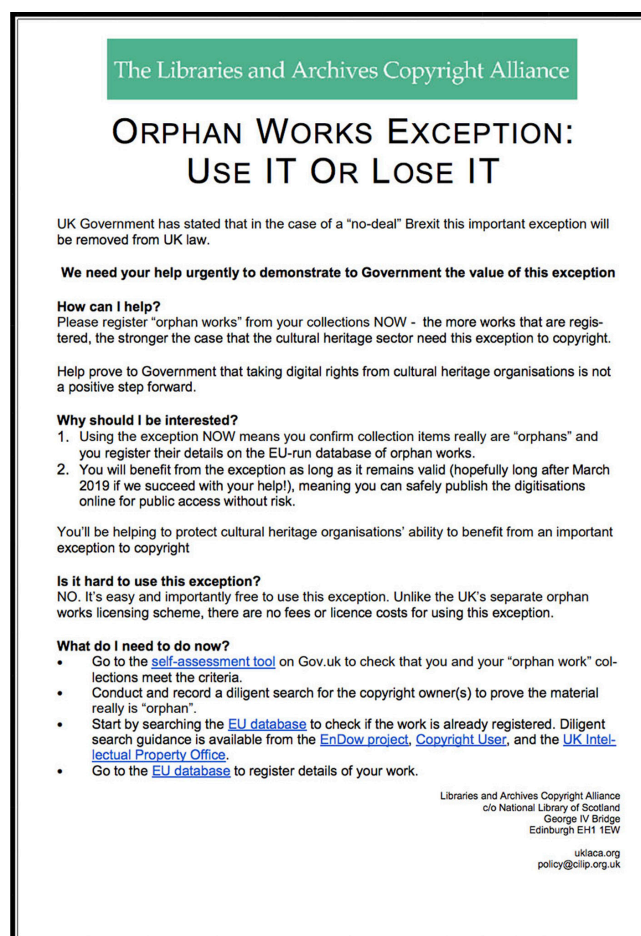 The Libraries and Archives Copyright Alliance
ORPHAN WORKS EXCEPTION:
USE IT OR LOSE IT
UK Government has stated that in the case of a “no-deal” Brexit this important exception will
be removed from UK law.
We need your help urgently to demonstrate to Government the value of this exception
How can I help?
Please register “orphan works” from your collections NOW - the more works that are regis-
tered, the stronger the case that the cultural heritage sector need this exception to copyright.
Help prove to Government that taking digital rights from cultural heritage organisations is not
a positive step forward.
Why should I be interested?
1. Using the exception NOW means you confirm collection items really are “orphans” and
you register their details on the EU-run database of orphan works.
2. You will benefit from the exception as long as it remains valid (hopefully long after March
2019 if we succeed with your help!), meaning you can safely publish the digitisations
online for public access without risk.
You’ll be helping to protect cultural heritage organisations’ ability to benefit from an important
exception to copyright
Is it hard to use this exception?
NO. It’s easy and importantly free to use this exception. Unlike the UK’s separate orphan
works licensing scheme, there are no fees or licence costs for using this exception.
What do I need to do now?
• Go to the self-assessment tool on Gov.uk to check that you and your “orphan work” col-
lections meet the criteria.
• Conduct and record a diligent search for the copyright owner(s) to prove the material
really is “orphan”.
• Start by searching the EU database to check if the work is already registered. Diligent
search guidance is available from the EnDow project, Copyright User, and the UK Intel-
lectual Property Office.
• Go to the EU database to register details of your work.
Libraries and Archives Copyright Alliance
c/o National Library of Scotland
George IV Bridge
Edinburgh EH1 1EW
uklaca.org
policy@cilip.org.uk